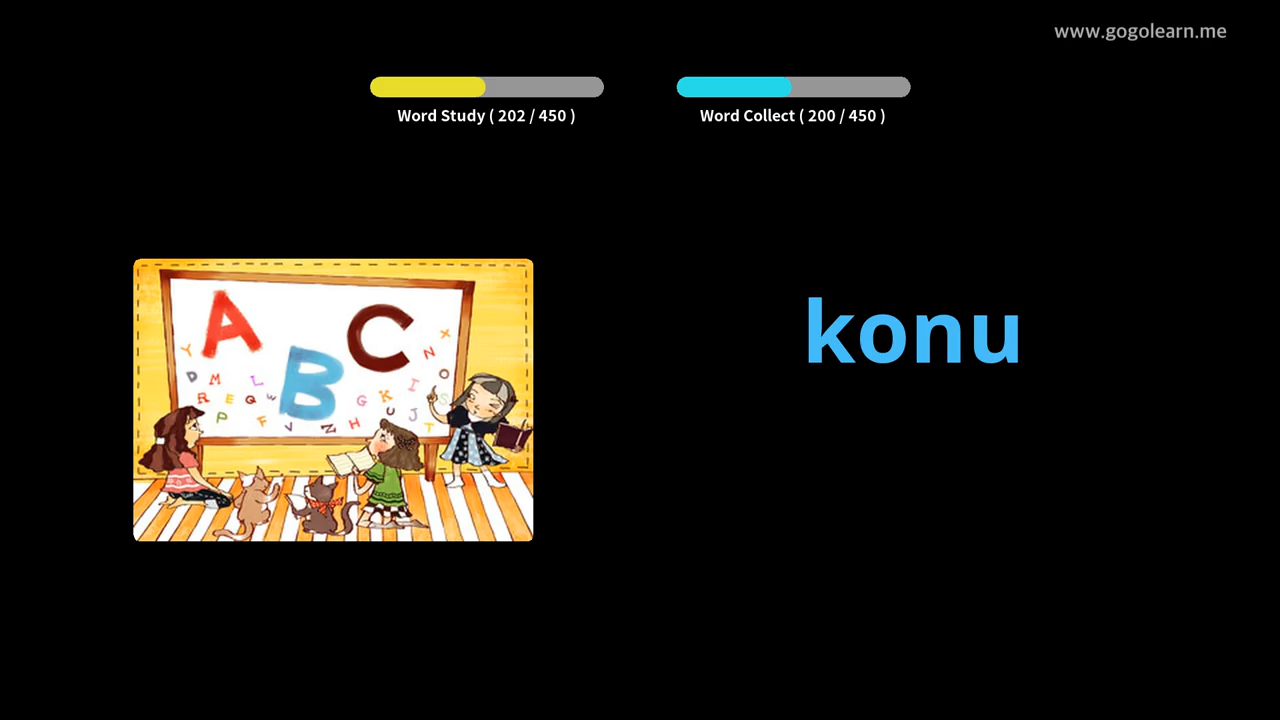 www.gogolearn.me
Word Study ( 202 / 450 )
Word Collect ( 200 / 450 )
konu
A
B
C
X
Y
N
D M L I O
R E Q W G K S
P F V Z H U J T